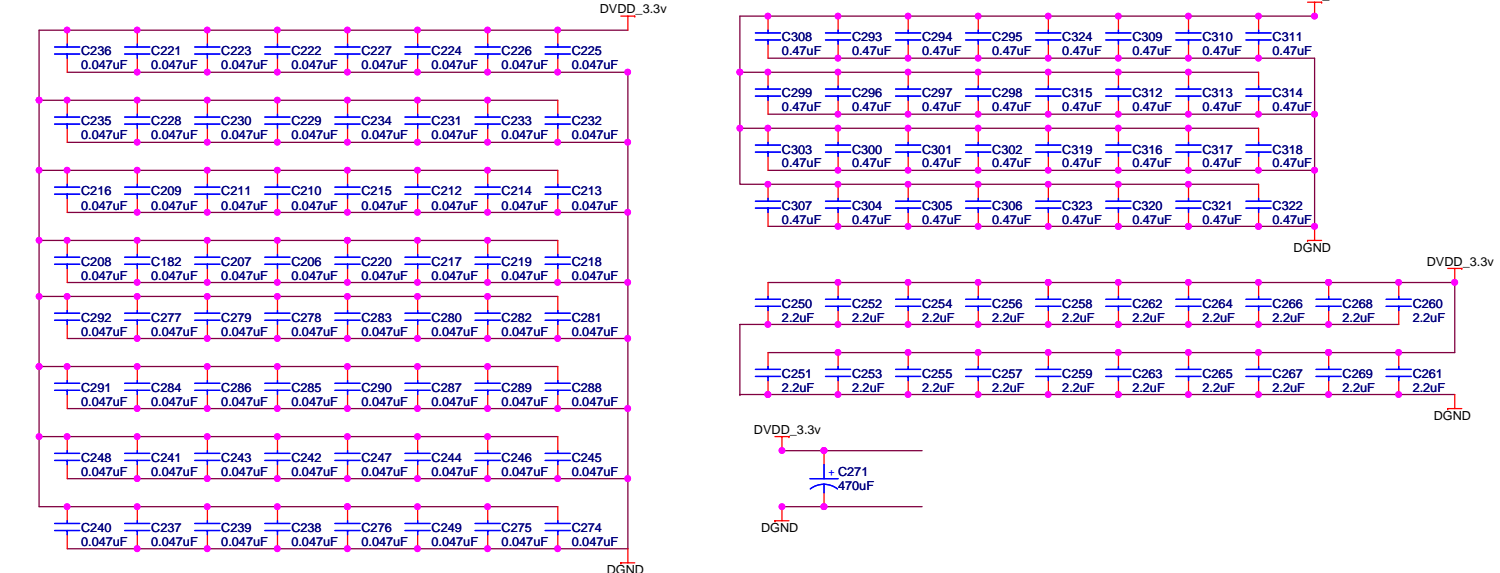 DVDD_3.3v
C236 C221 C223 C222 C227 C224 C226 C225
0.047uF 0.047uF 0.047uF 0.047uF 0.047uF 0.047uF 0.047uF 0.047uF
C235 C228 C230 C229 C234 C231 C233 C232
0.047uF 0.047uF 0.047uF 0.047uF 0.047uF 0.047uF 0.047uF 0.047uF
C216 C209 C211 C210 C215 C212 C214 C213
0.047uF 0.047uF 0.047uF 0.047uF 0.047uF 0.047uF 0.047uF 0.047uF
C208 C182 C207 C206 C220 C217 C219 C218
0.047uF 0.047uF 0.047uF 0.047uF 0.047uF 0.047uF 0.047uF 0.047uF
C292 C277 C279 C278 C283 C280 C282 C281
0.047uF 0.047uF 0.047uF 0.047uF 0.047uF 0.047uF 0.047uF 0.047uF
C291 C284 C286 C285 C290 C287 C289 C288
0.047uF 0.047uF 0.047uF 0.047uF 0.047uF 0.047uF 0.047uF 0.047uF
C248 C241 C243 C242 C247 C244 C246 C245
0.047uF 0.047uF 0.047uF 0.047uF 0.047uF 0.047uF 0.047uF 0.047uF
C240 C237 C239 C238 C276 C249 C275 C274
0.047uF 0.047uF 0.047uF 0.047uF 0.047uF 0.047uF 0.047uF 0.047uF
DGND
C308 C293 C294 C295 C324 C309 C310 C311
0.47uF 0.47uF 0.47uF 0.47uF 0.47uF 0.47uF 0.47uF 0.47uF
C299 C296 C297 C298 C315 C312 C313 C314
0.47uF 0.47uF 0.47uF 0.47uF 0.47uF 0.47uF 0.47uF 0.47uF
C303 C300 C301 C302 C319 C316 C317 C318
0.47uF 0.47uF 0.47uF 0.47uF 0.47uF 0.47uF 0.47uF 0.47uF
C307 C304 C305 C306 C323 C320 C321 C322
0.47uF 0.47uF 0.47uF 0.47uF 0.47uF 0.47uF 0.47uF 0.47uF
DGND
DVDD_3.3v
C250 C252 C254 C256 C258 C262 C264 C266 C268 C260
2.2uF 2.2uF 2.2uF 2.2uF 2.2uF 2.2uF 2.2uF 2.2uF 2.2uF 2.2uF
C251 C253 C255 C257 C259 C263 C265 C267 C269 C261
2.2uF 2.2uF 2.2uF 2.2uF 2.2uF 2.2uF 2.2uF 2.2uF 2.2uF 2.2uF
DGND
DVDD_3.3v
+ C271
470uF
DGND